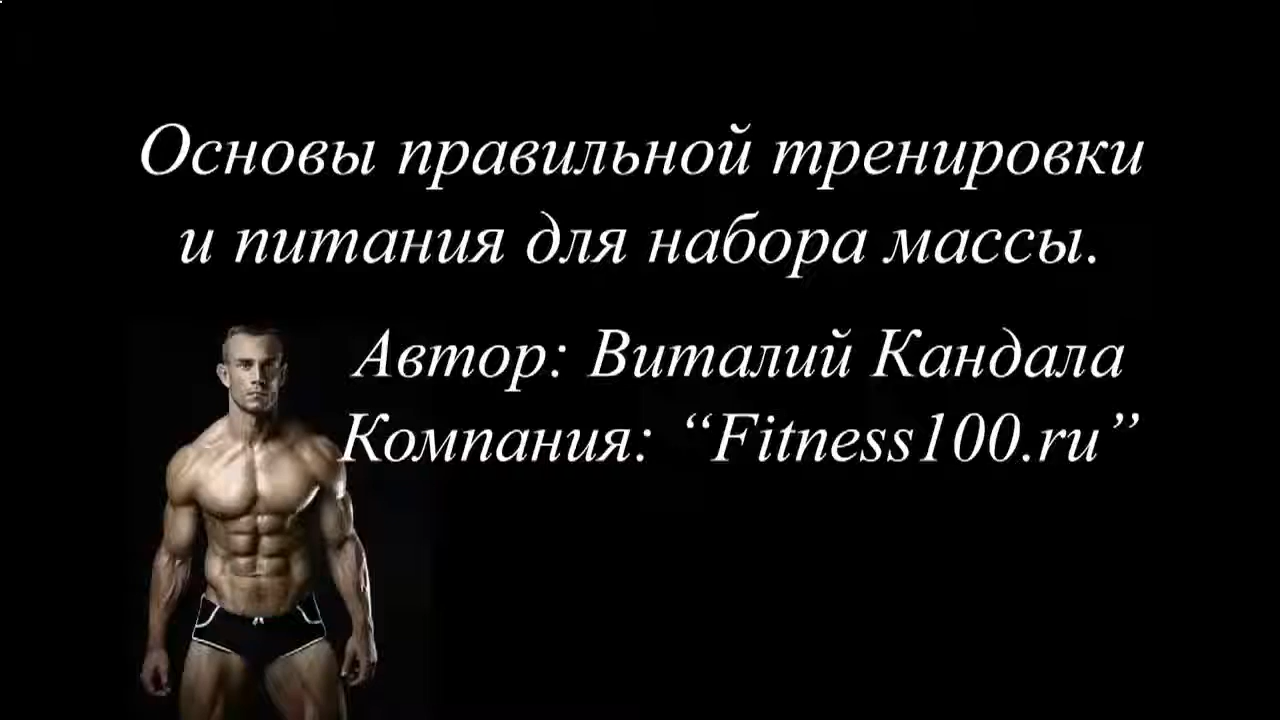 Основы правильной тренировки
и питания для набора массы.
Автор: Виталий Кандала
Компания: “Fitness100.ru”